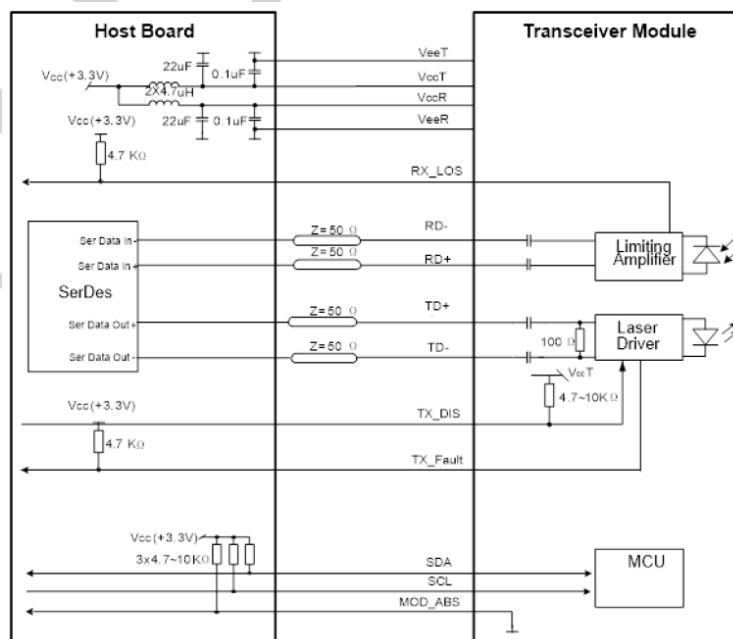 Host Board
Transceiver Module
VeeT
22uF
0.1uF
Vcc(+3.3V)
VccT
2X4.7uH
VccR
Vcc(+3.3V)
22uF
0.1uF
VeeR
4.7 KΩ
RX_LOS
Z=50 Ω
RD-
Ser Data In-
Limiting
Amplifier
Z=50 Ω
RD+
Ser Data In+
SerDes
Z=50 Ω
TD+
Ser Data Out+
Laser
Driver
100 Ω
Z=50 Ω
TD-
Ser Data Out-
VccT
4.7~10KΩ
Vcc(+3.3V)
TX_DIS
4.7 KΩ
TX_Fault
Vcc(+3.3V)
3x4.7~10KΩ
SDA
MCU
SCL
MOD_ABS